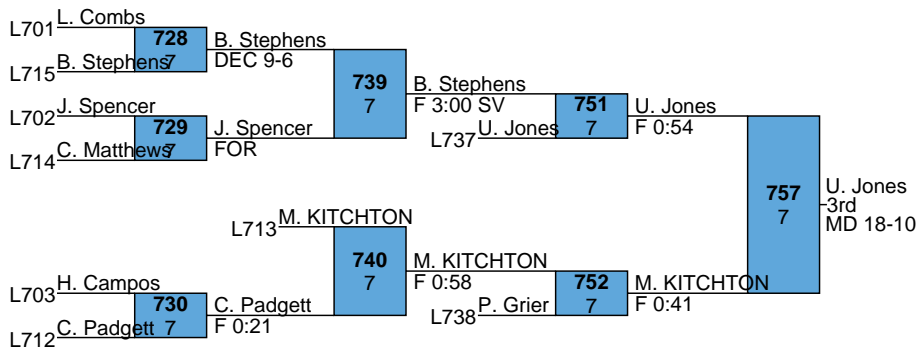 L701 L. Combs
728
7
L715 B. Stephens
B. Stephens
DEC 9-6
739
7
L702 J. Spencer
729
7
L714 C. Matthews
J. Spencer
FOR
B. Stephens
F 3:00 SV
L737 U. Jones
751
7
U. Jones
F 0:54
757
7
U. Jones
3rd
MD 18-10
L713 M. KITCHTON
740
7
L703 H. Campos
730
7
L712 C. Padgett
C. Padgett
F 0:21
M. KITCHTON
F 0:58
L738 P. Grier
752
7
M. KITCHTON
F 0:41